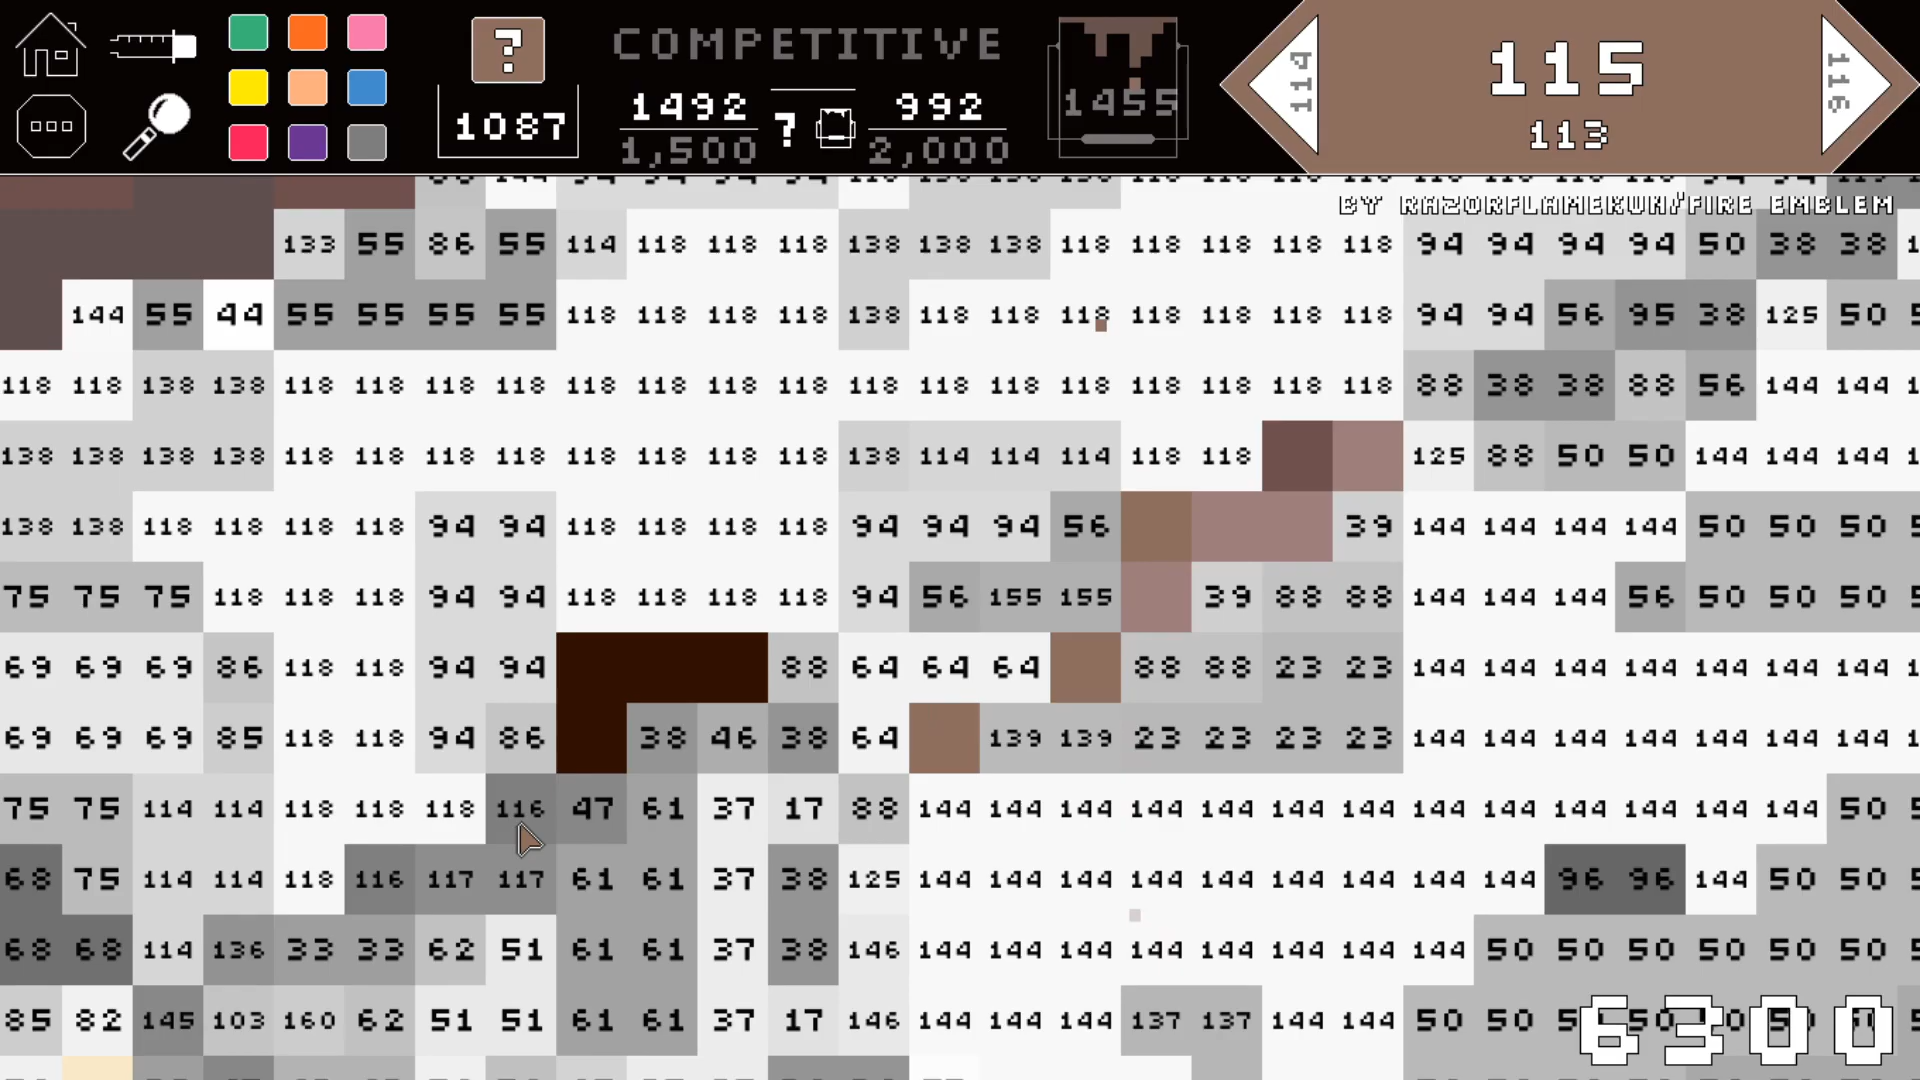 COMPETITIVE
?
1087
1492
1,500
?
992
2,000
1455
114
115
113
116
BY RAZORFLAMEKUN/FIRE EMBLEM
133 55 86 55 114 118 118 118 138 138 138 118 118 118 118 118 94 94 94 94 50 38 38
144 55 44 55 55 55 55 118 118 118 118 138 118 118 118 118 118 118 118 94 94 56 95 38 125 50
118 118 138 138 118 118 118 118 118 118 118 118 118 118 118 118 118 118 118 118 88 38 38 88 56 144 144
138 138 138 138 118 118 118 118 118 118 118 118 138 114 114 114 118 118 125 88 50 50 144 144 144
138 138 118 118 118 118 94 94 118 118 118 118 94 94 94 56 39 144 144 144 144 50 50 50
75 75 75 118 118 118 94 94 118 118 118 118 94 56 155 155 39 88 88 144 144 144 56 50 50 50
69 69 69 86 118 118 94 94 88 64 64 64 88 88 23 23 144 144 144 144 144 144 144
69 69 69 85 118 118 94 86 38 46 38 64 139 139 23 23 23 23 144 144 144 144 144 144 144
75 75 114 114 118 118 118 116 47 61 37 17 88 144 144 144 144 144 144 144 144 144 144 144 144 144 50
68 75 114 114 118 116 117 117 61 61 37 38 125 144 144 144 144 144 144 144 144 144 96 96 144 50 50
68 68 114 136 33 33 62 51 61 61 37 38 146 144 144 144 144 144 144 144 144 50 50 50 50 50 50
85 82 145 103 160 62 51 51 61 61 37 17 146 144 144 144 137 137 144 144 50 50
6300